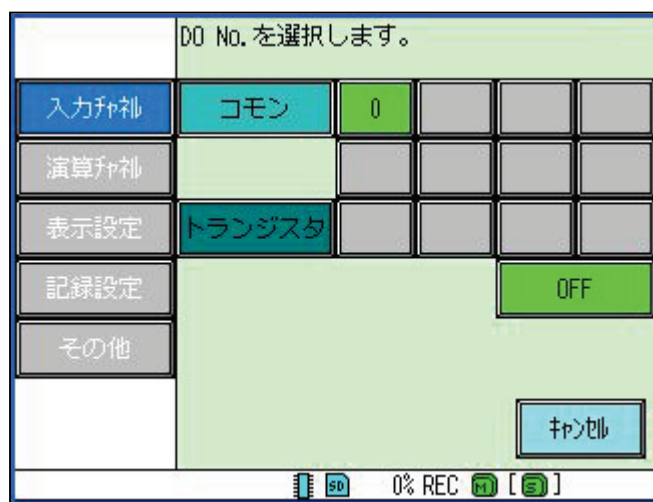 DO No.を選択します。
入力ﾁｬﾈﾙ コモン 0
演算ﾁｬﾈﾙ
表示設定 トランジスタ
記録設定 OFF
その他
ｷｬﾝｾﾙ
SD 0% REC M [S]